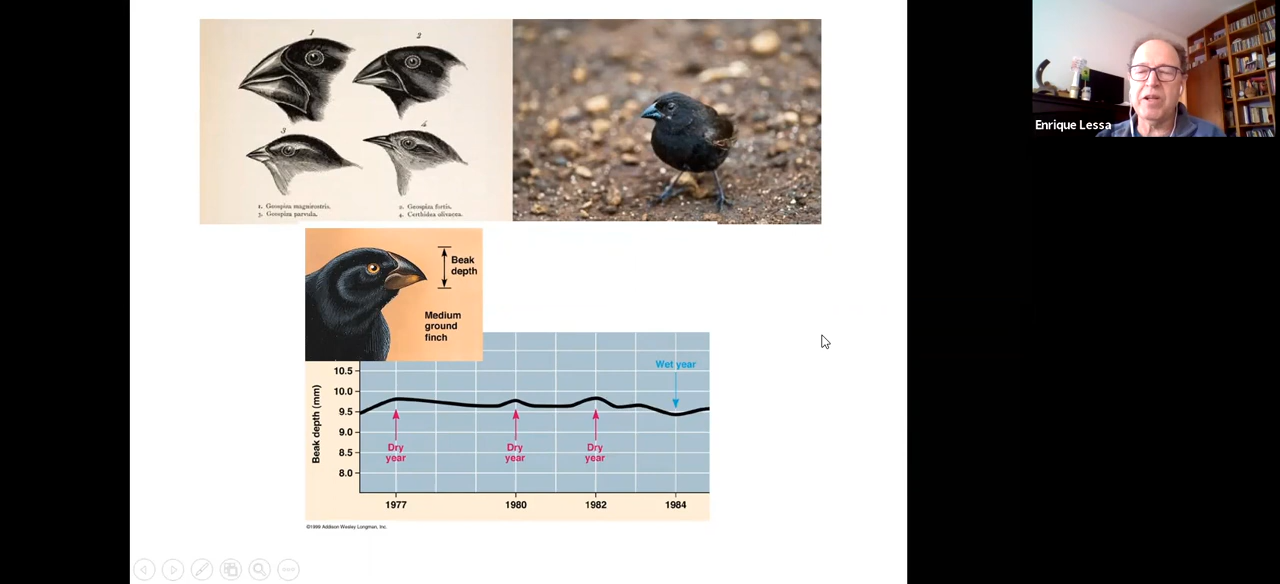 1
2
3
4
1. Geospiza magnirostris. 2. Geospiza fortis.
3. Geospiza parvula. 4. Certhidea olivacea.
Enrique Lessa
Beak
depth
Medium
ground
finch
Wet year
10.5
10.0
9.5
9.0
8.5
8.0
Beak depth (mm)
Dry
year
Dry
year
Dry
year
1977
1980
1982
1984
©1999 Addison Wesley Longman, Inc.